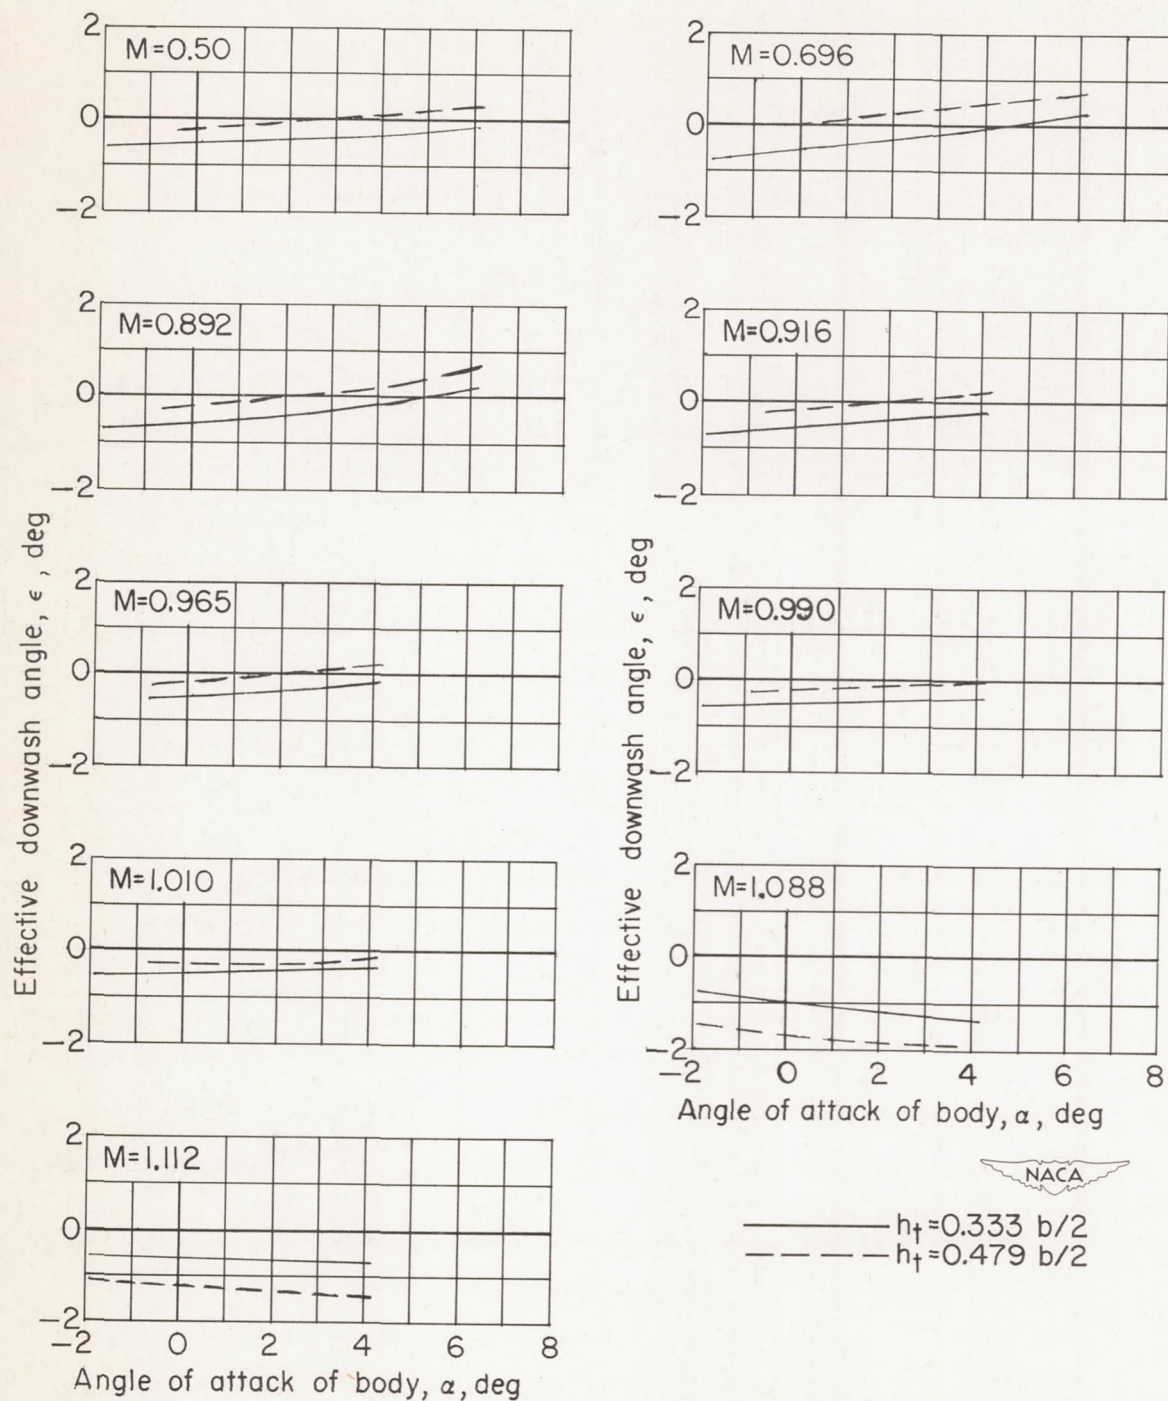 2
M=0.50
0
−2
2
M=0.696
0
−2
2
M=0.892
0
−2
2
M=0.916
0
−2
Effective downwash angle, ϵ, deg
2
M=0.965
0
−2
Effective downwash angle, ϵ, deg
2
M=0.990
0
−2
2
M=1.010
0
−2
2
M=1.088
0
−2
−2 0 2 4 6 8
Angle of attack of body, α, deg
2
M=1.112
0
−2
−2 0 2 4 6 8
Angle of attack of body, α, deg
NACA
hₜ=0.333 b/2
hₜ=0.479 b/2